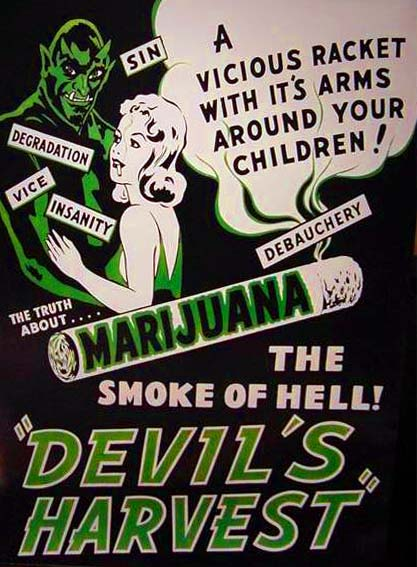 A
VICIOUS RACKET
WITH IT'S ARMS
AROUND YOUR
CHILDREN!
SIN
DEGRADATION
VICE
INSANITY
DEBAUCHERY
THE TRUTH
ABOUT....
MARIJUANA
THE
SMOKE OF HELL!
"DEVIL'S
HARVEST"